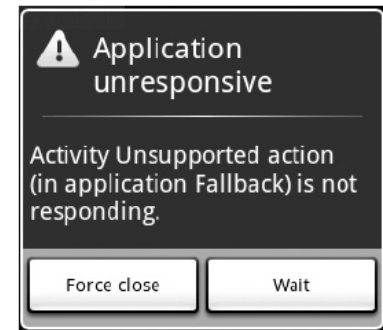 Application
unresponsive
Activity Unsupported action
(in application Fallback) is not
responding.
Force close
Wait